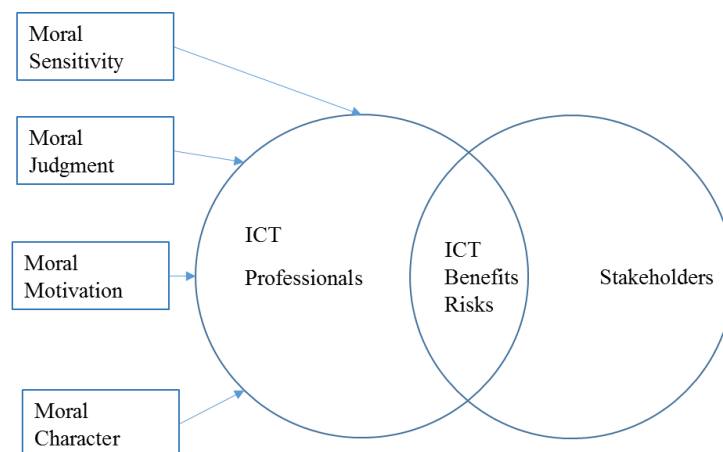 Moral
Sensitivity
Moral
Judgment
Moral
Motivation
Moral
Character
ICT
Professionals
ICT
Benefits
Risks
Stakeholders